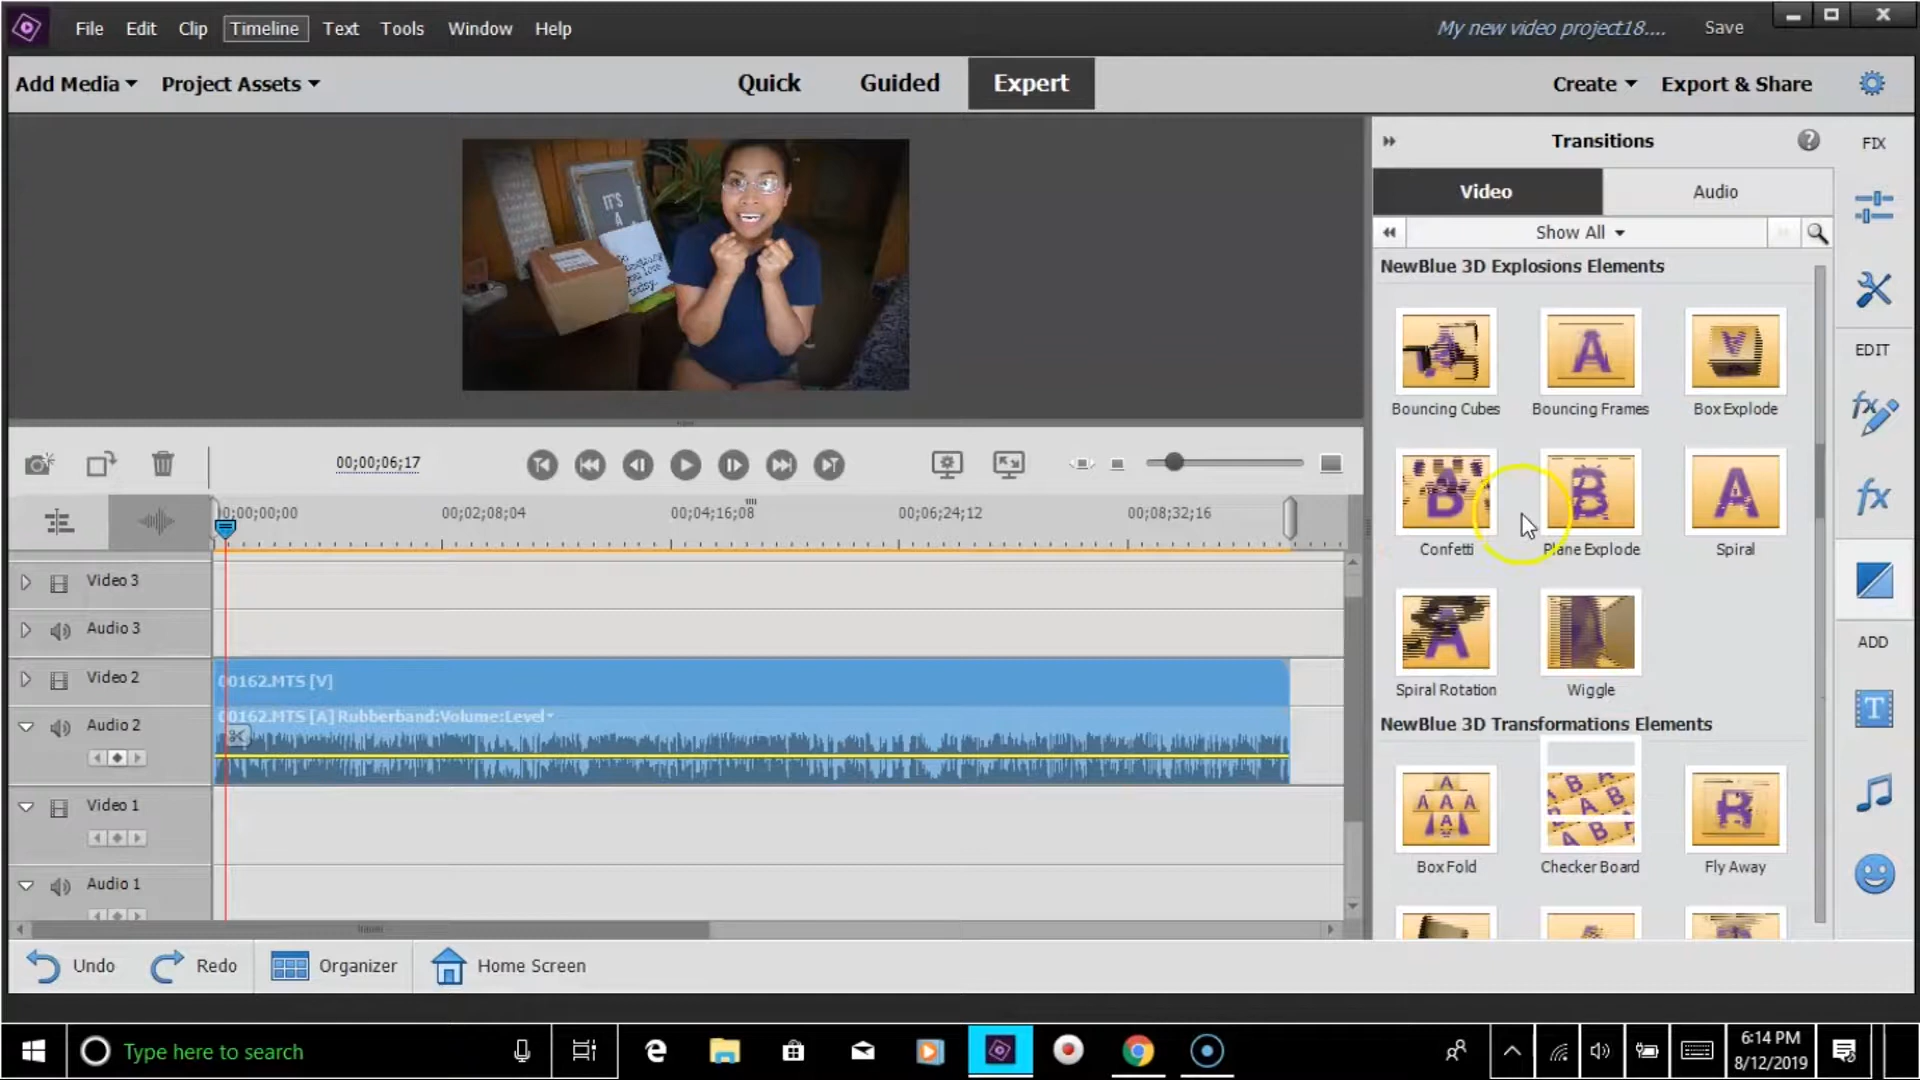 File Edit Clip Timeline Text Tools Window Help
My new video project18.... Save
Add Media Project Assets
Quick Guided Expert
Create Export & Share
Transitions
FIX
Video Audio
Show All
NewBlue 3D Explosions Elements
EDIT
Bouncing Cubes Bouncing Frames Box Explode
Confetti Plane Explode Spiral
Spiral Rotation Wiggle
ADD
NewBlue 3D Transformations Elements
Box Fold Checker Board Fly Away
IT'S
A
you love
today.
00;00;06;17
00;00;00;00 00;02;08;04 00;04;16;08 00;06;24;12 00;08;32;16
Video 3
Audio 3
Video 2
00162.MTS [V]
Audio 2
00162.MTS [A] Rubberband:Volume:Level
Video 1
Audio 1
Undo Redo Organizer Home Screen
Type here to search
6:14 PM
8/12/2019